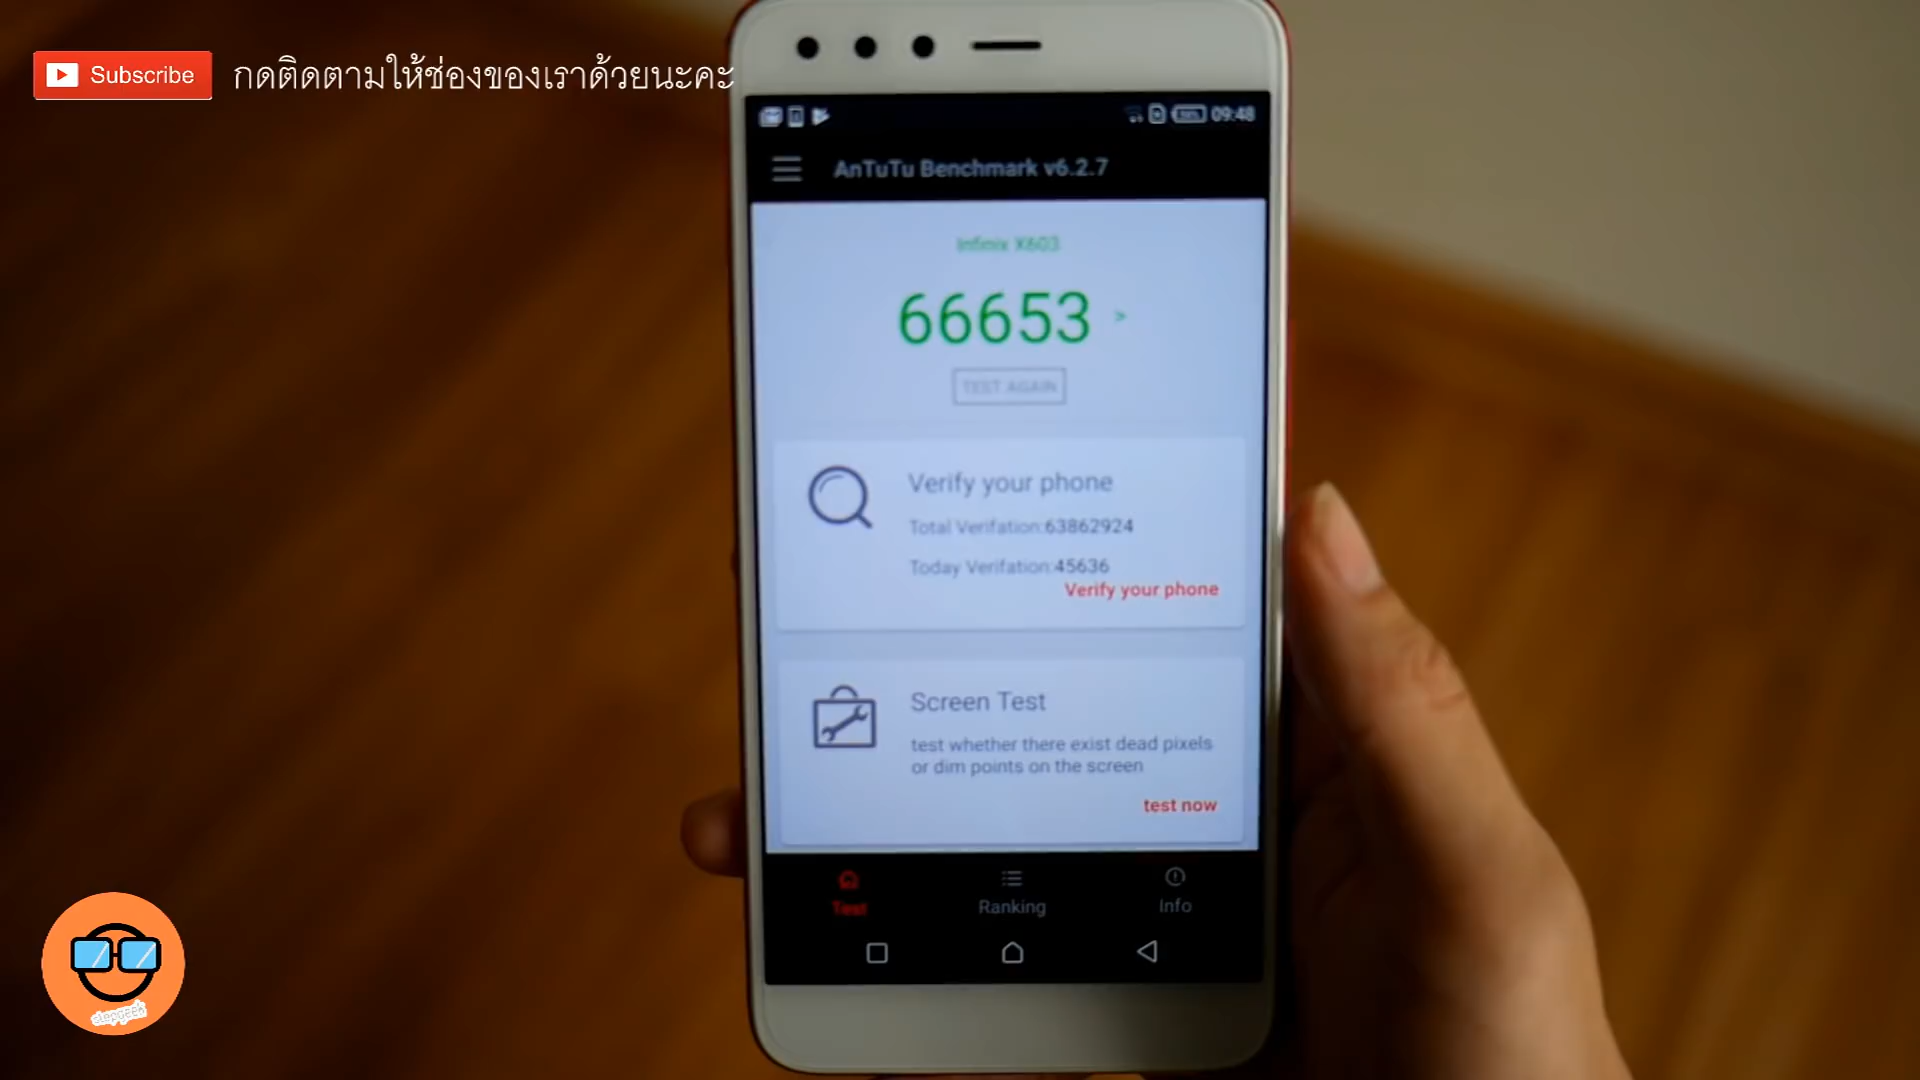 Subscribe กดติดตามให้ช่องของเราด้วยนะคะ
09:48
AnTuTu Benchmark v6.2.7
Infinix X603
66653 >
TEST AGAIN
Verify your phone
Total Verifation:63862924
Today Verifation:45636
Verify your phone
Screen Test
test whether there exist dead pixels
or dim points on the screen
test now
Test Ranking Info
stepgeek